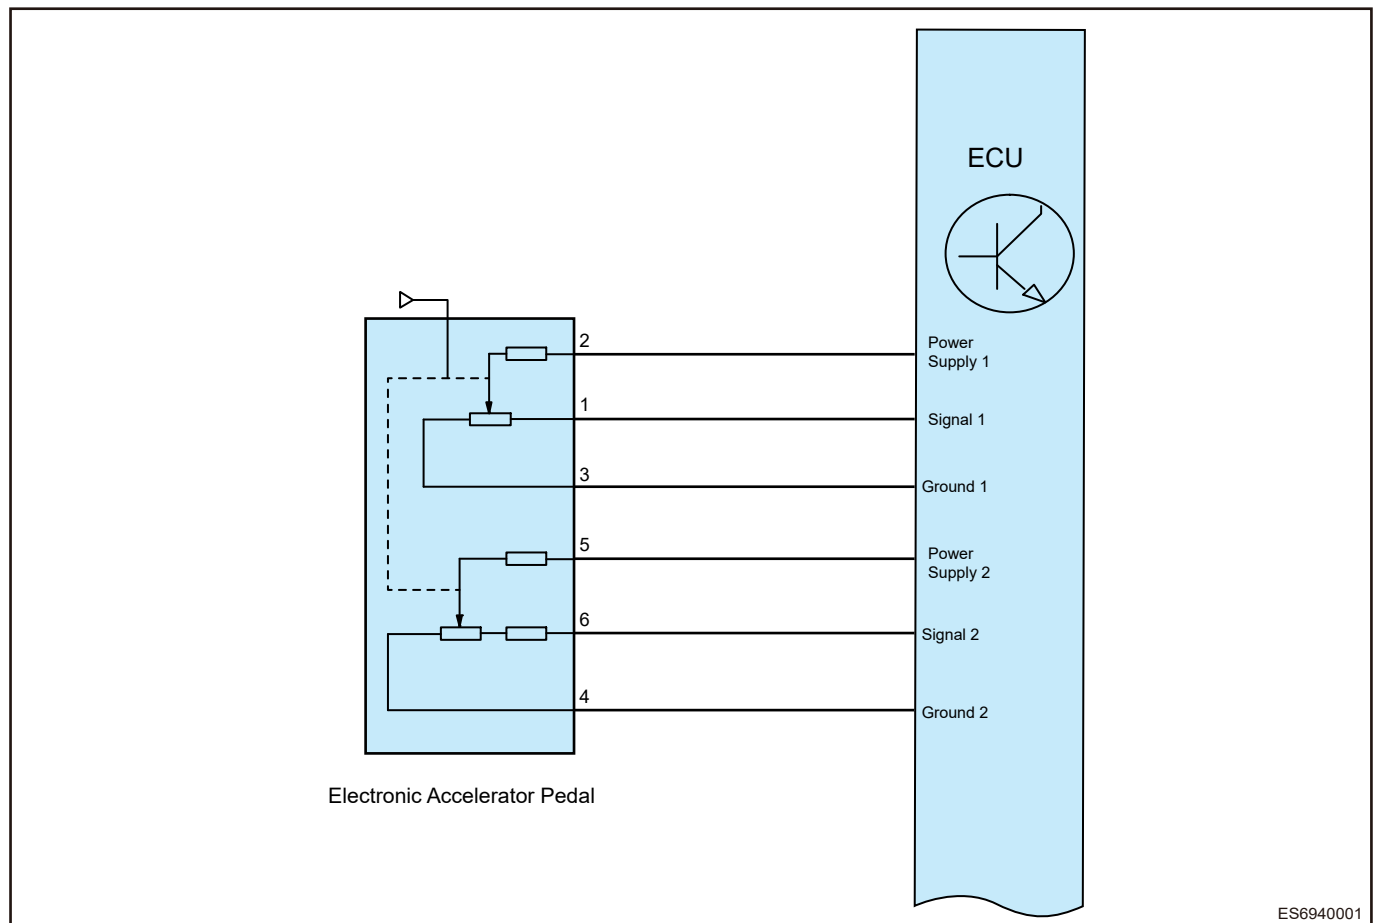 ECU
2
Power
Supply 1
1
Signal 1
3
Ground 1
5
Power
Supply 2
6
Signal 2
4
Ground 2
Electronic Accelerator Pedal
ES6940001